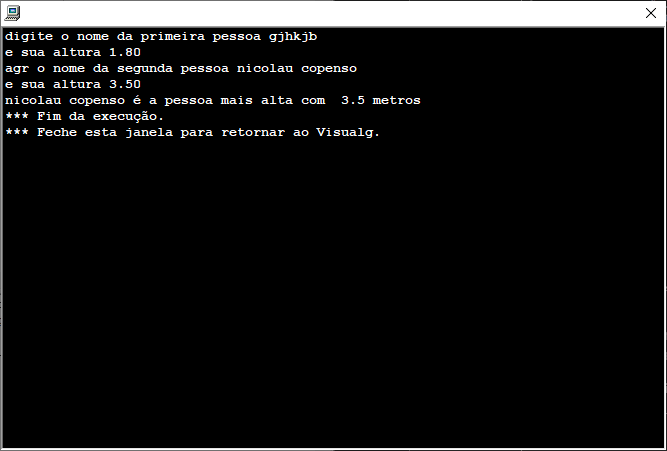 digite o nome da primeira pessoa gjhkjb
e sua altura 1.80
agr o nome da segunda pessoa nicolau copenso
e sua altura 3.50
nicolau copenso é a pessoa mais alta com  3.5 metros
*** Fim da execução.
*** Feche esta janela para retornar ao Visualg.